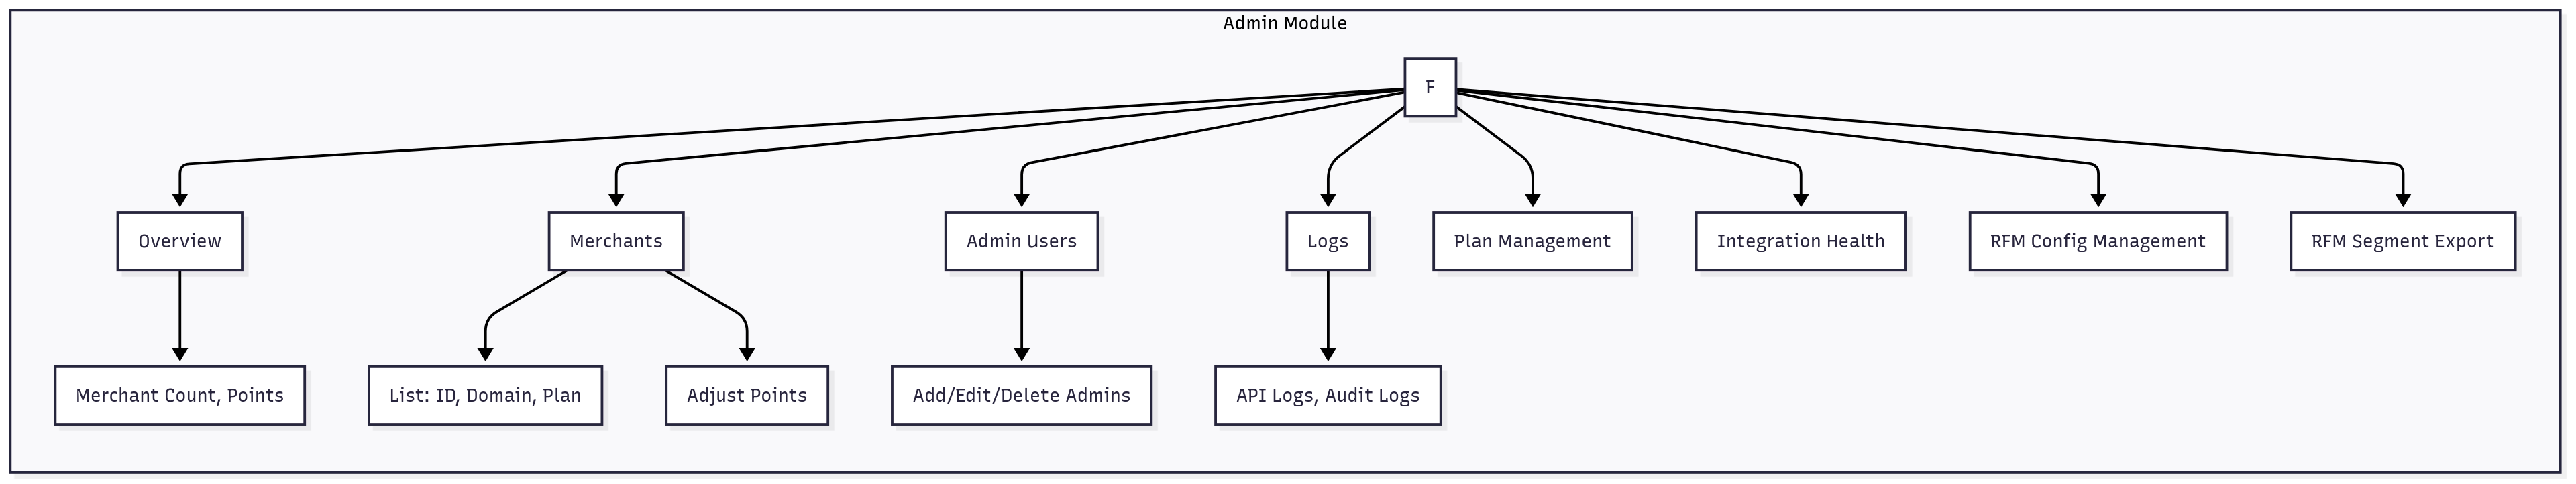 Admin Module
F
Overview
Merchants
Admin Users
Logs
Plan Management
Integration Health
RFM Config Management
RFM Segment Export
Merchant Count, Points
List: ID, Domain, Plan
Adjust Points
Add/Edit/Delete Admins
API Logs, Audit Logs